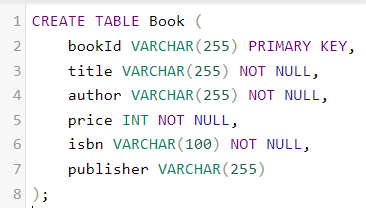 1 CREATE TABLE Book (
2     bookId VARCHAR(255) PRIMARY KEY,
3     title VARCHAR(255) NOT NULL,
4     author VARCHAR(255) NOT NULL,
5     price INT NOT NULL,
6     isbn VARCHAR(100) NOT NULL,
7     publisher VARCHAR(255)
8 );